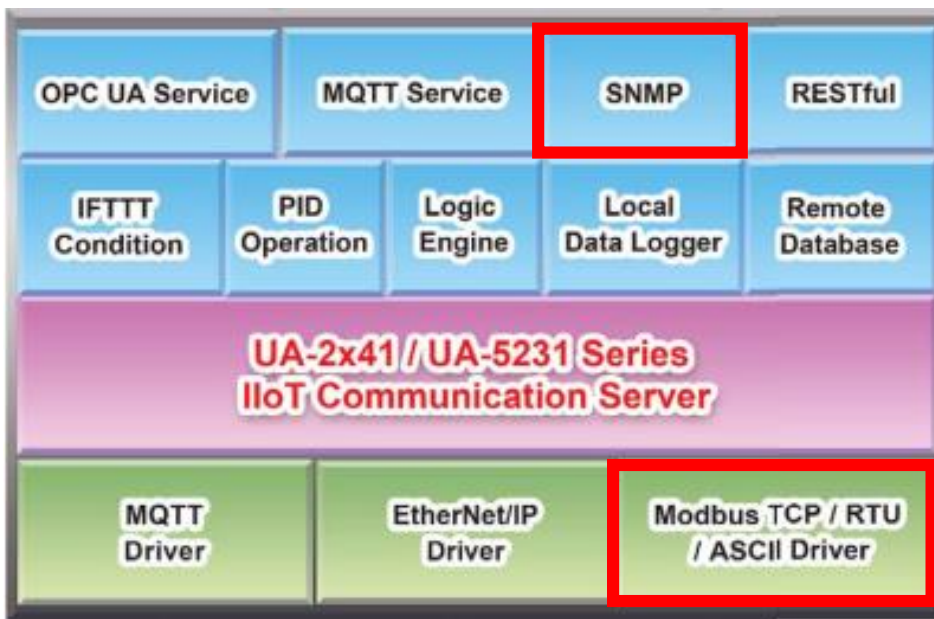 OPC UA Service
MQTT Service
SNMP
RESTful
IFTTT
Condition
PID
Operation
Logic
Engine
Local
Data Logger
Remote
Database
UA-2x41 / UA-5231 Series
IIoT Communication Server
MQTT
Driver
EtherNet/IP
Driver
Modbus TCP / RTU
/ ASCII Driver